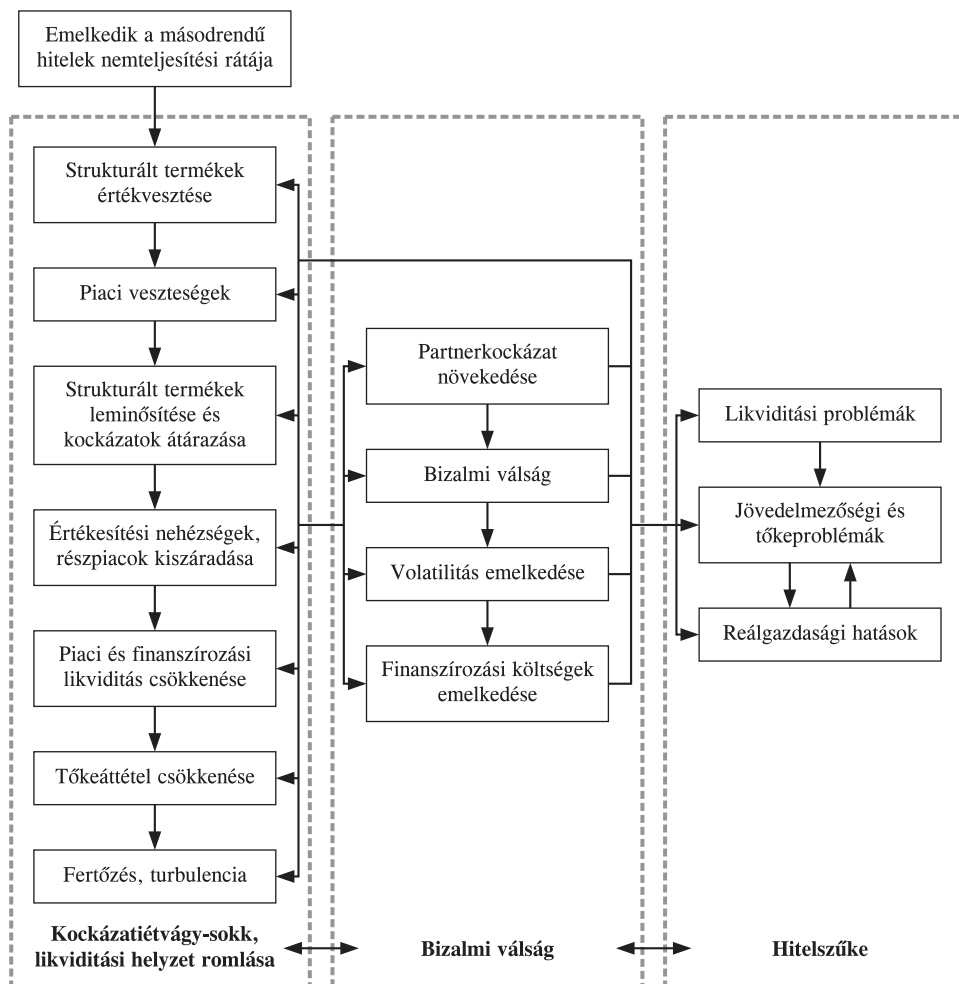 Emelkedik a másodrendű
hitelek nemteljesítési rátája
Strukturált termékek
értékvesztése
Piaci veszteségek
Strukturált termékek
leminősítése és
kockázatok átárazása
Értékesítési nehézségek,
részpiacok kiszáradása
Piaci és finanszírozási
likviditás csökkenése
Tőkeáttétel csökkenése
Fertőzés, turbulencia
Kockázatiétvágy-sokk,
likviditási helyzet romlása
Partnerkockázat
növekedése
Bizalmi válság
Volatilitás emelkedése
Finanszírozási költségek
emelkedése
Bizalmi válság
Likviditási problémák
Jövedelmezőségi és
tőkeproblémák
Reálgazdasági hatások
Hitelszűke